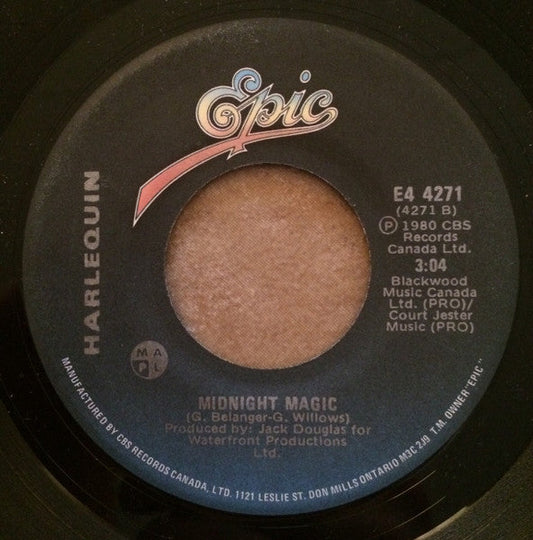 Epic
HARLEQUIN
E4 4271
(4271 B)
Ⓟ 1980 CBS
Records
Canada Ltd.
3:04
Blackwood
Music Canada
Ltd. (PRO)/
Court Jester
Music (PRO)
M A
P L
MIDNIGHT MAGIC
(G. Belanger-G. Willows)
Produced by: Jack Douglas for
Waterfront Productions
Ltd.
MANUFACTURED BY CBS RECORDS CANADA, LTD. 1121 LESLIE ST. DON MILLS ONTARIO M3C 2J9 T.M. OWNER "EPIC"